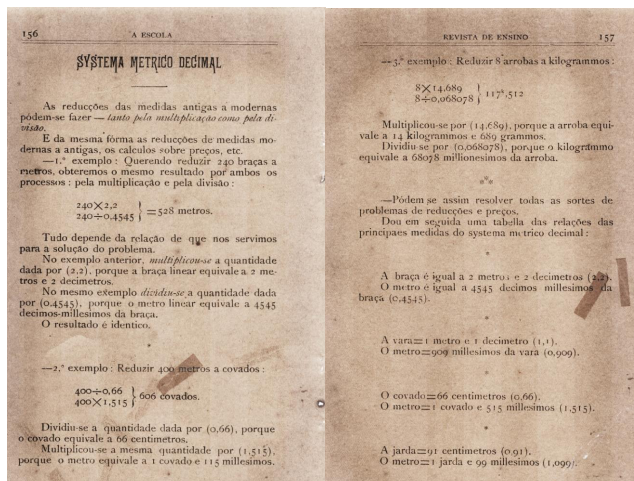 156
A ESCOLA
SYSTEMA METRICO DECIMAL
As reducções das medidas antigas a modernas
pódem-se fazer — tanto pela multiplicação como pela di-
visão.
E da mesma fórma as reducções de medidas mo-
dernas a antigas, os calculos sobre preços, etc.
—1.º exemplo : Querendo reduzir 240 braças a
metros, obteremos o mesmo resultado por ambos os
processos : pela multiplicação e pela divisão :
240×2,2
240÷0,4545 } =528 metros.
Tudo depende da relação de que nos servimos
para a solução do problema.
No exemplo anterior, multiplicou-se a quantidade
dada por (2,2), porque a braça linear equivale a 2 me-
tros e 2 decimetros.
No mesmo exemplo dividiu-se a quantidade dada
por (0,4545), porque o metro linear equivale a 4545
decimos-millesimos da braça.
O resultado é identico.
—2.º exemplo : Reduzir 400 metros a covados :
400÷0,66
400×1,515 } 606 covados.
Dividiu-se a quantidade dada por (0,66), porque
o covado equivale a 66 centimetros.
Multiplicou-se a mesma quantidade por (1,515),
porque o metro equivale a 1 covado e 115 millesimos.
REVISTA DE ENSINO
157
—3.º exemplo : Reduzir 8 arrobas a kilogrammos :
8×14,689
8÷0,068078 } 117k,512
Multiplicou-se por (14,689), porque a arroba equi-
vale a 14 kilogrammos e 689 grammos.
Dividiu-se por (0,068078), porque o kilogrammo
equivale a 68078 millionesimos da arroba.
—Pódem se assim resolver todas as sortes de
problemas de reducções e preços.
Dou em seguida uma tabella das relações das
principaes medidas do systema metrico decimal :
A braça é igual a 2 metros e 2 decimetros (2,2).
O metro é igual a 4545 decimos millesimos da
braça (0,4545).
A vara=1 metro e 1 decimetro (1,1).
O metro=909 millesimos da vara (0,909).
O covado=66 centimetros (0,66).
O metro=1 covado e 515 millesimos (1,515).
A jarda=91 centimetros (0,91).
O metro=1 jarda e 99 millesimos (1,099).